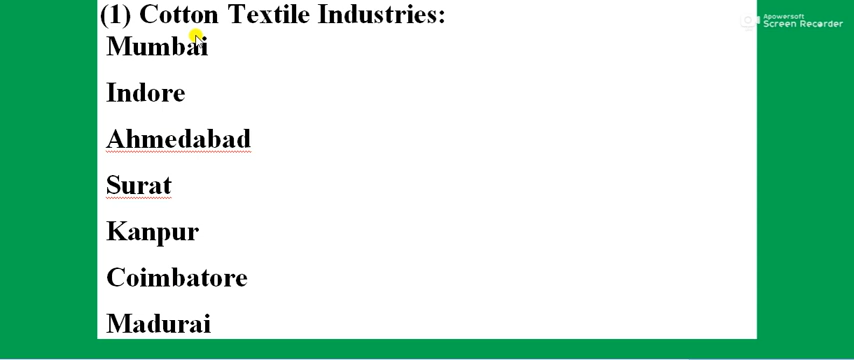 (1) Cotton Textile Industries:
Apowersoft
Screen Recorder
Mumbai
Indore
Ahmedabad
Surat
Kanpur
Coimbatore
Madurai